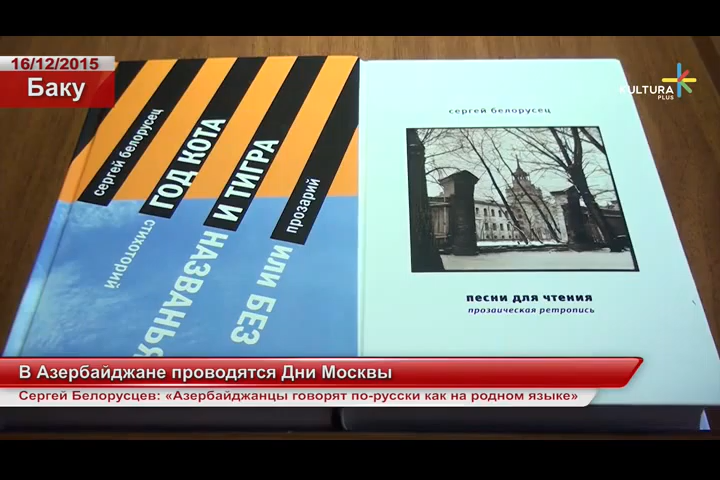 16/12/2015
Баку
KULTURA
PLUS
сергей белорусец
ГОД КОТА
И ТИГРА
прозарий
стихоторий
НАЗВАНЬЯ
ИЛИ БЕЗ
сергей белорусец
песни для чтения
прозаическая ретропись
В Азербайджане проводятся Дни Москвы
Сергей Белорусцев: «Азербайджанцы говорят по-русски как на родном языке»